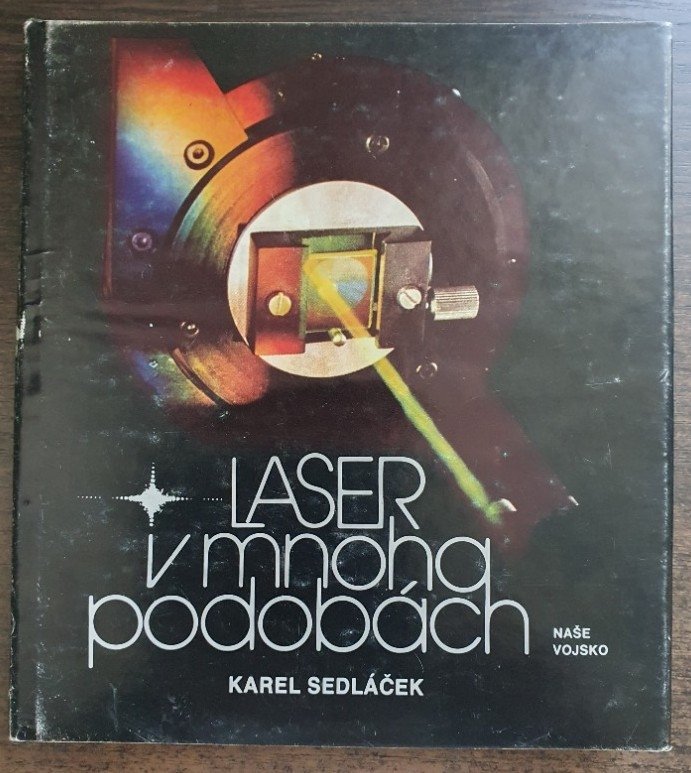 LASER
v mnoha
podobách
NAŠE
VOJSKO
KAREL SEDLÁČEK